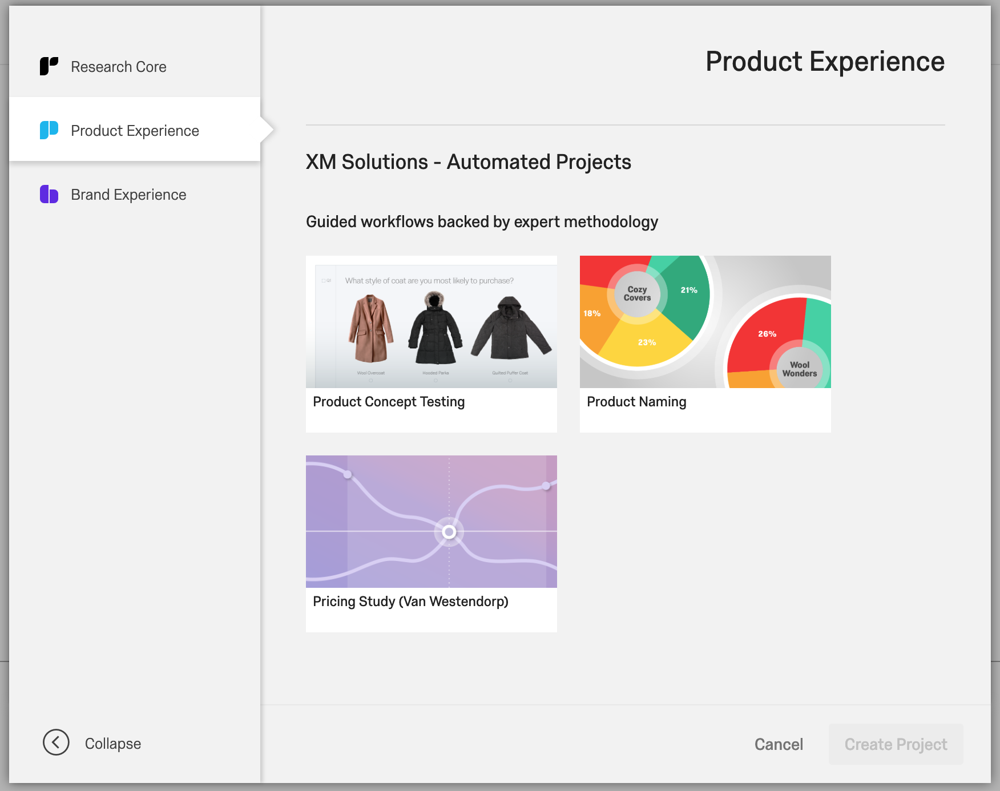 Research Core
Product Experience
Brand Experience
Collapse
Product Experience
XM Solutions - Automated Projects
Guided workflows backed by expert methodology
Q1
What style of coat are you most likely to purchase?
Wool Overcoat
Hooded Parka
Quilted Puffer Coat
Product Concept Testing
Cozy
Covers
21%
18%
23%
26%
Wool
Wonders
Product Naming
Pricing Study (Van Westendorp)
Cancel
Create Project